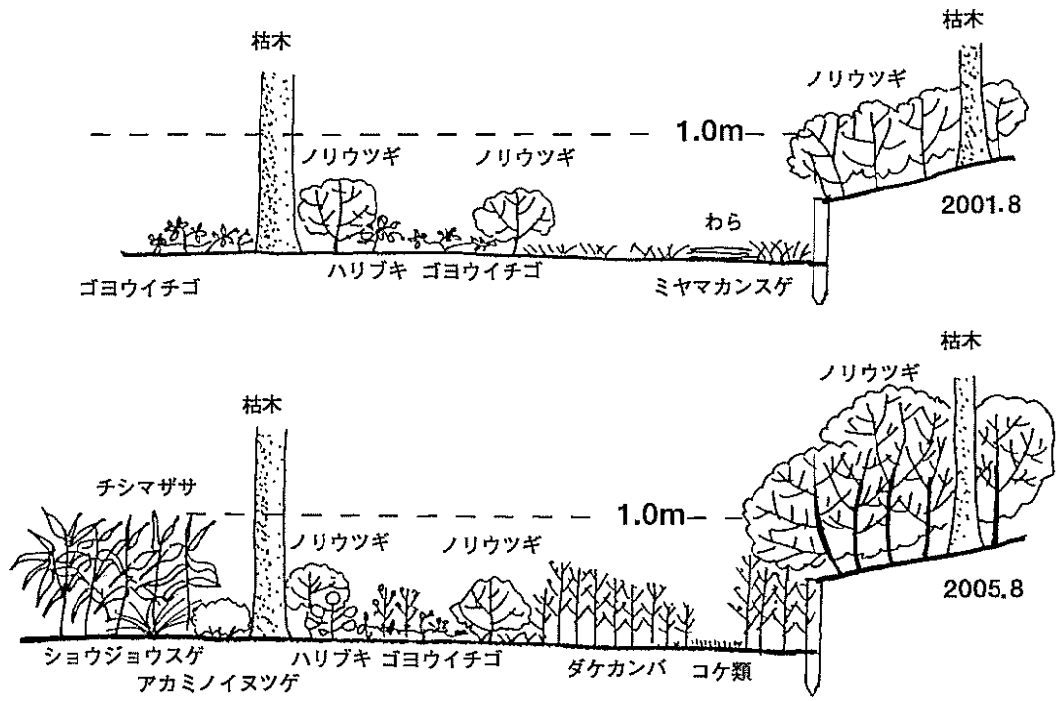 枯木
枯木
ノリウツギ
1.0m
ノリウツギ
ノリウツギ
2001.8
わら
ハリブキ
ゴヨウイチゴ
ゴヨウイチゴ
ミヤマカンスゲ
枯木
ノリウツギ
枯木
チシマザサ
1.0m
ノリウツギ
ノリウツギ
2005.8
ショウジョウスゲ
ハリブキ
ゴヨウイチゴ
ダケカンバ
コケ類
アカミノイヌツゲ